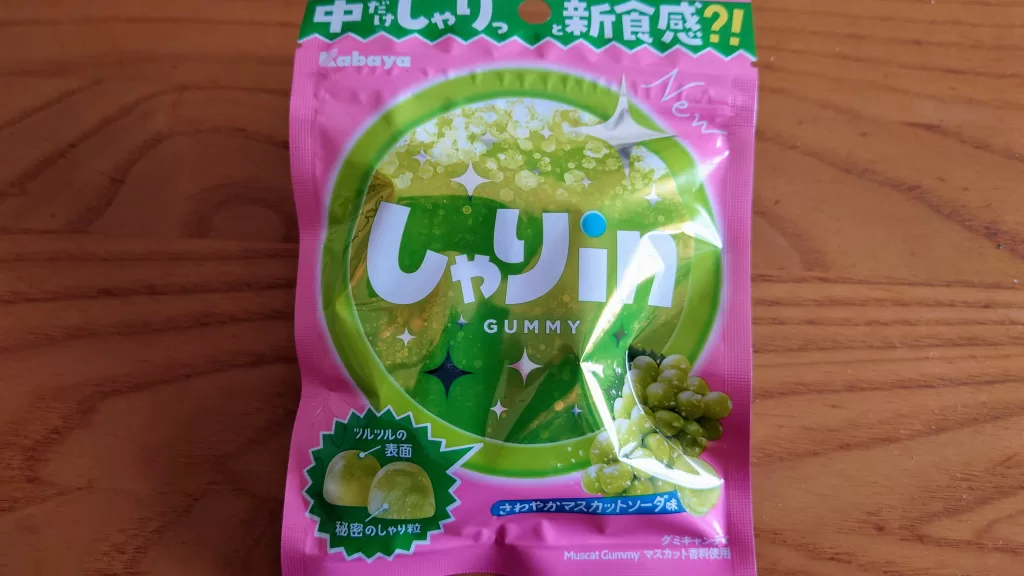 中だけしゃりっと新食感?!
Kabaya
New
しゃりin
GUMMY
ツルツルの
表面
秘密のしゃり粒
さわやかマスカットソーダ味
グミキャンディ
Muscat Gummy マスカット香料使用